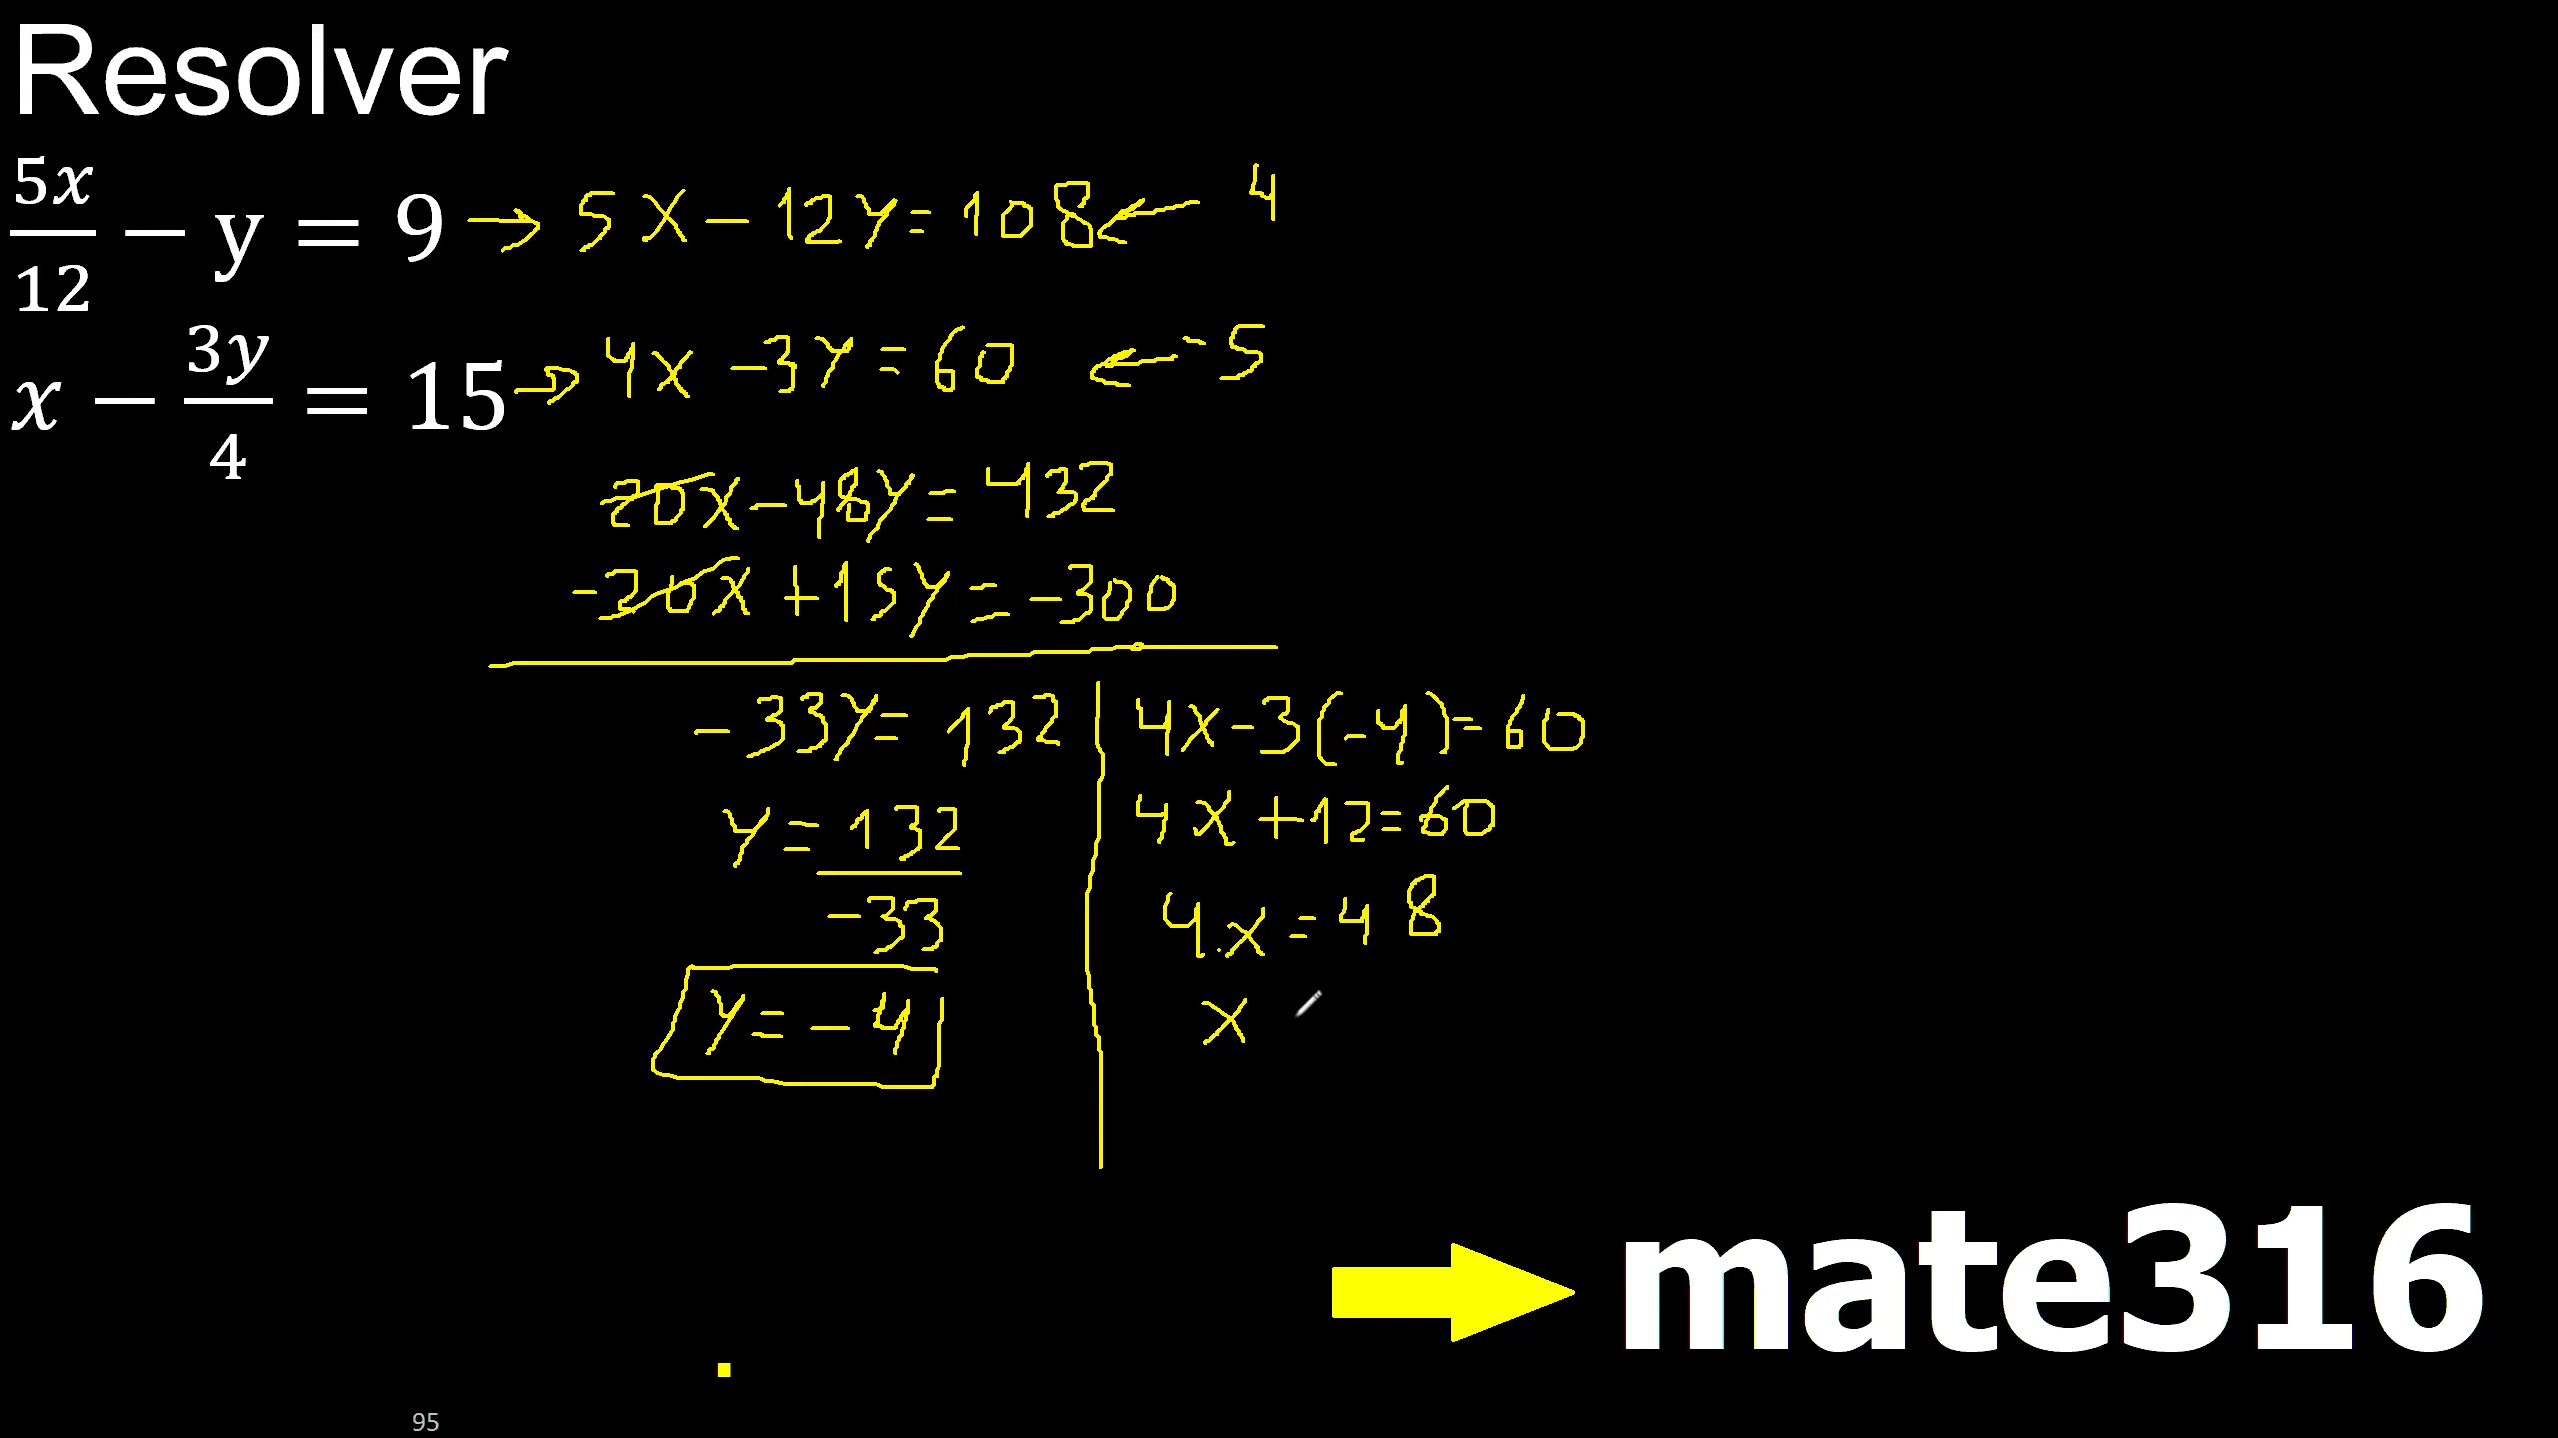 Resolver
5x/12 − y = 9 → 5x − 12y = 108 ← 4
x − 3y/4 = 15 → 4x − 3y = 60 ← -5
20x − 48y = 432
-20x + 15y = -300
-33y = 132
y = 132/-33
y = -4
4x - 3(-4) = 60
4x + 12 = 60
4.x = 48
x
mate316
95